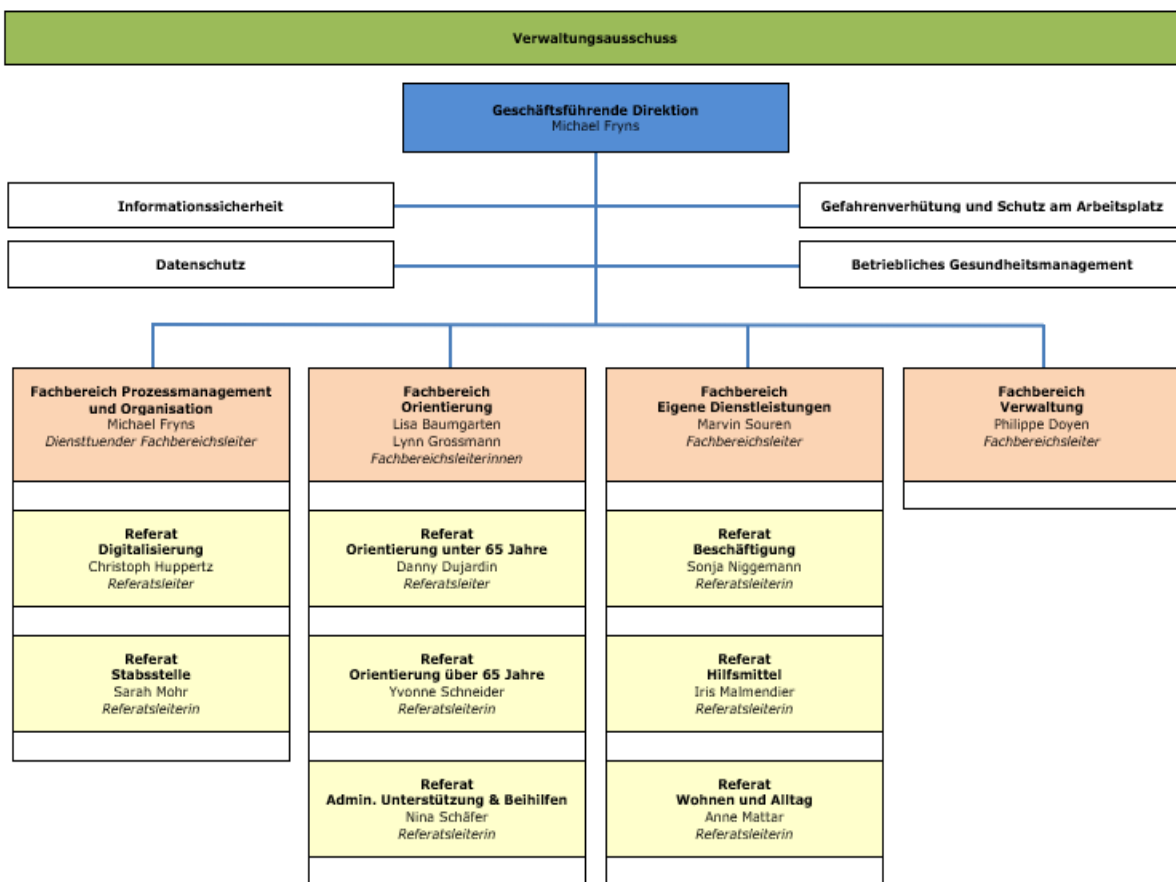 Verwaltungsausschuss
Geschäftsführende Direktion
Michael Fryns
Informationssicherheit
Gefahrenverhütung und Schutz am Arbeitsplatz
Datenschutz
Betriebliches Gesundheitsmanagement
Fachbereich Prozessmanagement
und Organisation
Michael Fryns
Diensttuender Fachbereichsleiter
Referat
Digitalisierung
Christoph Huppertz
Referatsleiter
Referat
Stabsstelle
Sarah Mohr
Referatsleiterin
Fachbereich
Orientierung
Lisa Baumgarten
Lynn Grossmann
Fachbereichsleiterinnen
Referat
Orientierung unter 65 Jahre
Danny Dujardin
Referatsleiter
Referat
Orientierung über 65 Jahre
Yvonne Schneider
Referatsleiterin
Referat
Admin. Unterstützung & Beihilfen
Nina Schäfer
Referatsleiterin
Fachbereich
Eigene Dienstleistungen
Marvin Souren
Fachbereichsleiter
Referat
Beschäftigung
Sonja Niggemann
Referatsleiterin
Referat
Hilfsmittel
Iris Malmendier
Referatsleiterin
Referat
Wohnen und Alltag
Anne Mattar
Referatsleiterin
Fachbereich
Verwaltung
Philippe Doyen
Fachbereichsleiter